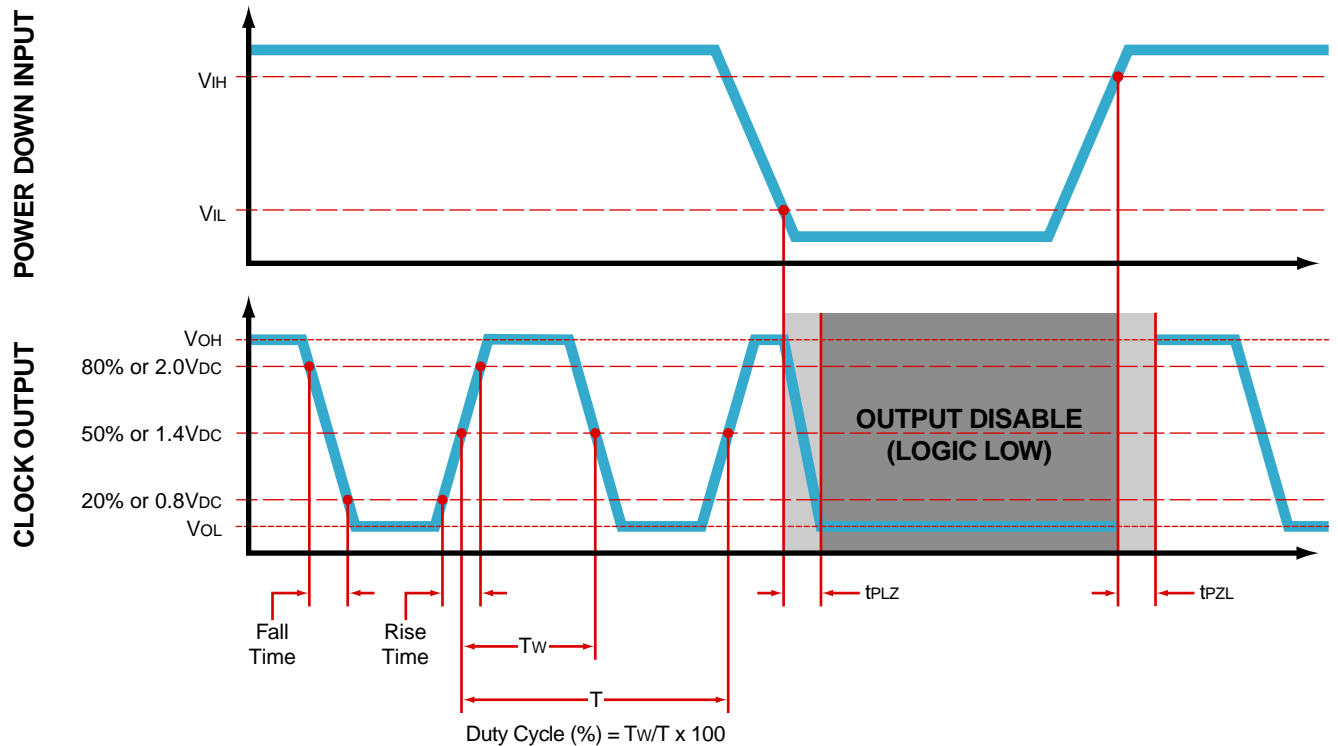 POWER DOWN INPUT
VIH
VIL
CLOCK OUTPUT
VOH
80% or 2.0VDC
50% or 1.4VDC
20% or 0.8VDC
VOL
OUTPUT DISABLE
(LOGIC LOW)
tPLZ
tPZL
Fall
Time
Rise
Time
TW
T
Duty Cycle (%) = TW/T x 100